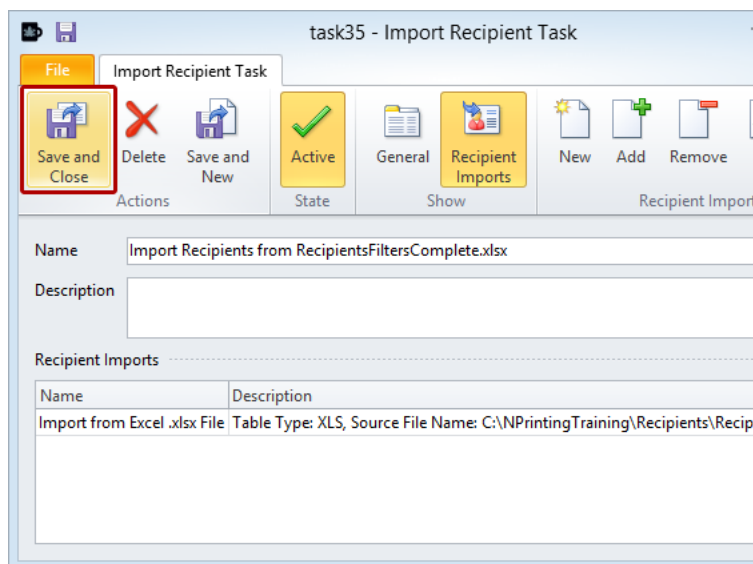 task35 - Import Recipient Task
File
Import Recipient Task
Save and
Close
Delete
Save and
New
Active
General
Recipient
Imports
New
Add
Remove
Actions
State
Show
Recipient Import
Name
Import Recipients from RecipientsFiltersComplete.xlsx
Description
Recipient Imports
Name
Description
Import from Excel .xlsx File
Table Type: XLS, Source File Name: C:\NPrintingTraining\Recipients\Recip